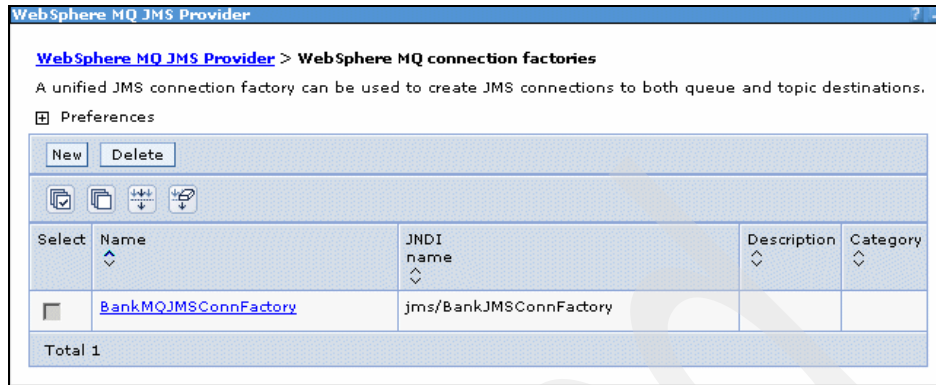 WebSphere MQ JMS Provider ? -
WebSphere MQ JMS Provider > WebSphere MQ connection factories
A unified JMS connection factory can be used to create JMS connections to both queue and topic destinations.
Preferences
New Delete
Select Name JNDI name Description Category
BankMQJMSConnFactory jms/BankJMSConnFactory
Total 1